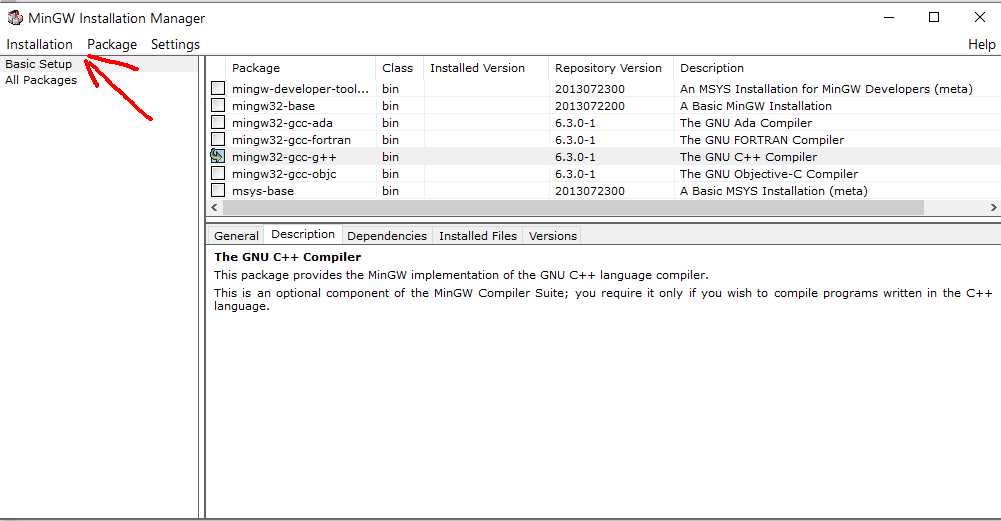 MinGW Installation Manager
Installation Package Settings Help
Basic Setup
All Packages
Package Class Installed Version Repository Version Description
mingw-developer-tool... bin 2013072300 An MSYS Installation for MinGW Developers (meta)
mingw32-base bin 2013072200 A Basic MinGW Installation
mingw32-gcc-ada bin 6.3.0-1 The GNU Ada Compiler
mingw32-gcc-fortran bin 6.3.0-1 The GNU FORTRAN Compiler
mingw32-gcc-g++ bin 6.3.0-1 The GNU C++ Compiler
mingw32-gcc-objc bin 6.3.0-1 The GNU Objective-C Compiler
msys-base bin 2013072300 A Basic MSYS Installation (meta)
General Description Dependencies Installed Files Versions
The GNU C++ Compiler
This package provides the MinGW implementation of the GNU C++ language compiler.
This is an optional component of the MinGW Compiler Suite; you require it only if you wish to compile programs written in the C++
language.